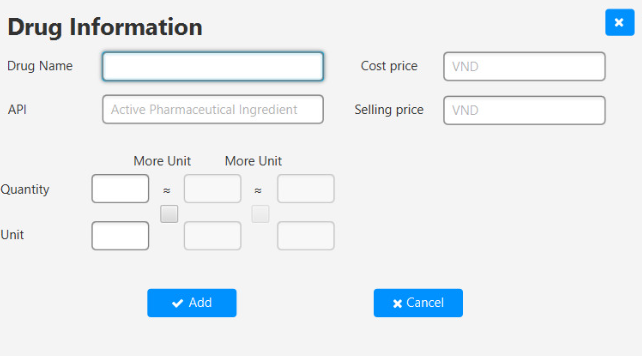 Drug Information
Drug Name
Cost price VND
API Active Pharmaceutical Ingredient
Selling price VND
More Unit More Unit
Quantity ≈ ≈
Unit
Add Cancel